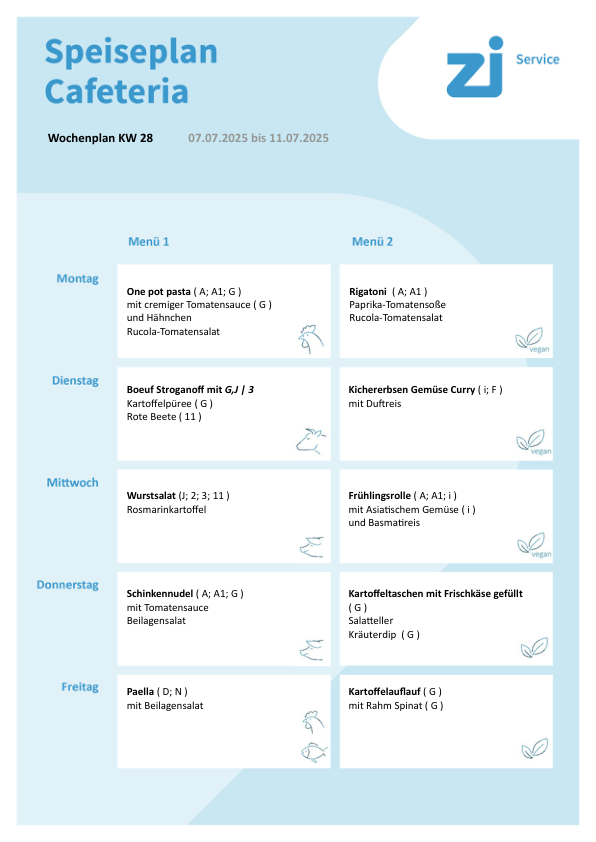 Speiseplan
Cafeteria
zi Service
Wochenplan KW 28 07.07.2025 bis 11.07.2025
Menü 1 Menü 2
Montag
One pot pasta ( A; A1; G )
mit cremiger Tomatensauce ( G )
und Hähnchen
Rucola-Tomatensalat
Rigatoni ( A; A1 )
Paprika-Tomatensoße
Rucola-Tomatensalat
vegan
Dienstag
Boeuf Stroganoff mit G,J | 3
Kartoffelpüree ( G )
Rote Beete ( 11 )
Kichererbsen Gemüse Curry ( i; F )
mit Duftreis
vegan
Mittwoch
Wurstsalat (J; 2; 3; 11 )
Rosmarinkartoffel
Frühlingsrolle ( A; A1; i )
mit Asiatischem Gemüse ( i )
und Basmatireis
vegan
Donnerstag
Schinkennudel ( A; A1; G )
mit Tomatensauce
Beilagensalat
Kartoffeltaschen mit Frischkäse gefüllt
( G )
Salatteller
Kräuterdip ( G )
Freitag
Paella ( D; N )
mit Beilagensalat
Kartoffelauflauf ( G )
mit Rahm Spinat ( G )